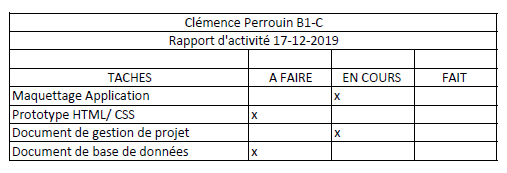 Clémence Perrouin B1-C
Rapport d'activité 17-12-2019
TACHES A FAIRE EN COURS FAIT
Maquettage Application x
Prototype HTML/ CSS x
Document de gestion de projet x
Document de base de données x